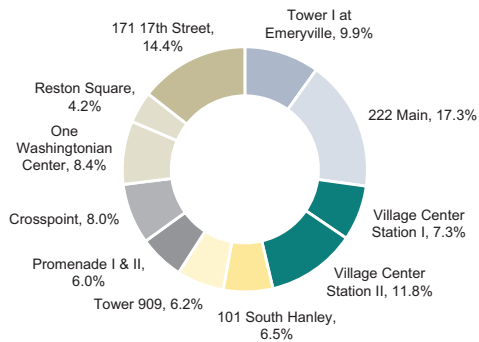 Tower I at
Emeryville, 9.9%
222 Main, 17.3%
Village Center
Station I, 7.3%
Village Center
Station II, 11.8%
101 South Hanley,
6.5%
Tower 909, 6.2%
Promenade I & II,
6.0%
Crosspoint, 8.0%
One
Washingtonian
Center, 8.4%
Reston Square,
4.2%
171 17th Street,
14.4%